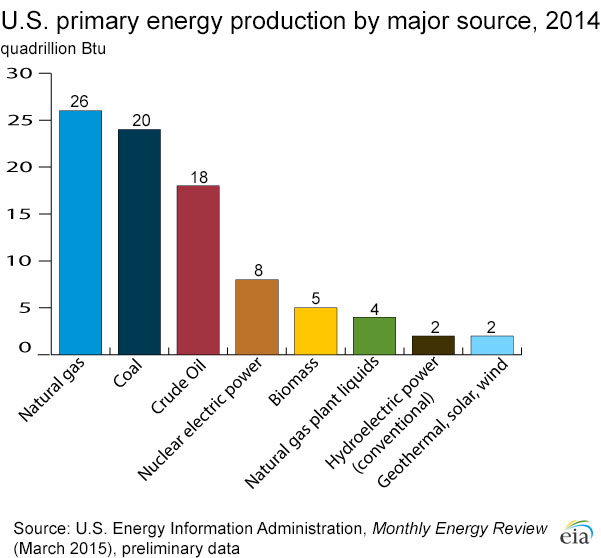 U.S. primary energy production by major source, 2014
quadrillion Btu
30
25
20
15
10
5
0
26
20
18
8
5
4
2
2
Natural gas
Coal
Crude Oil
Nuclear electric power
Biomass
Natural gas plant liquids
Hydroelectric power
(conventional)
Geothermal, solar, wind
Source: U.S. Energy Information Administration, Monthly Energy Review
(March 2015), preliminary data
eia